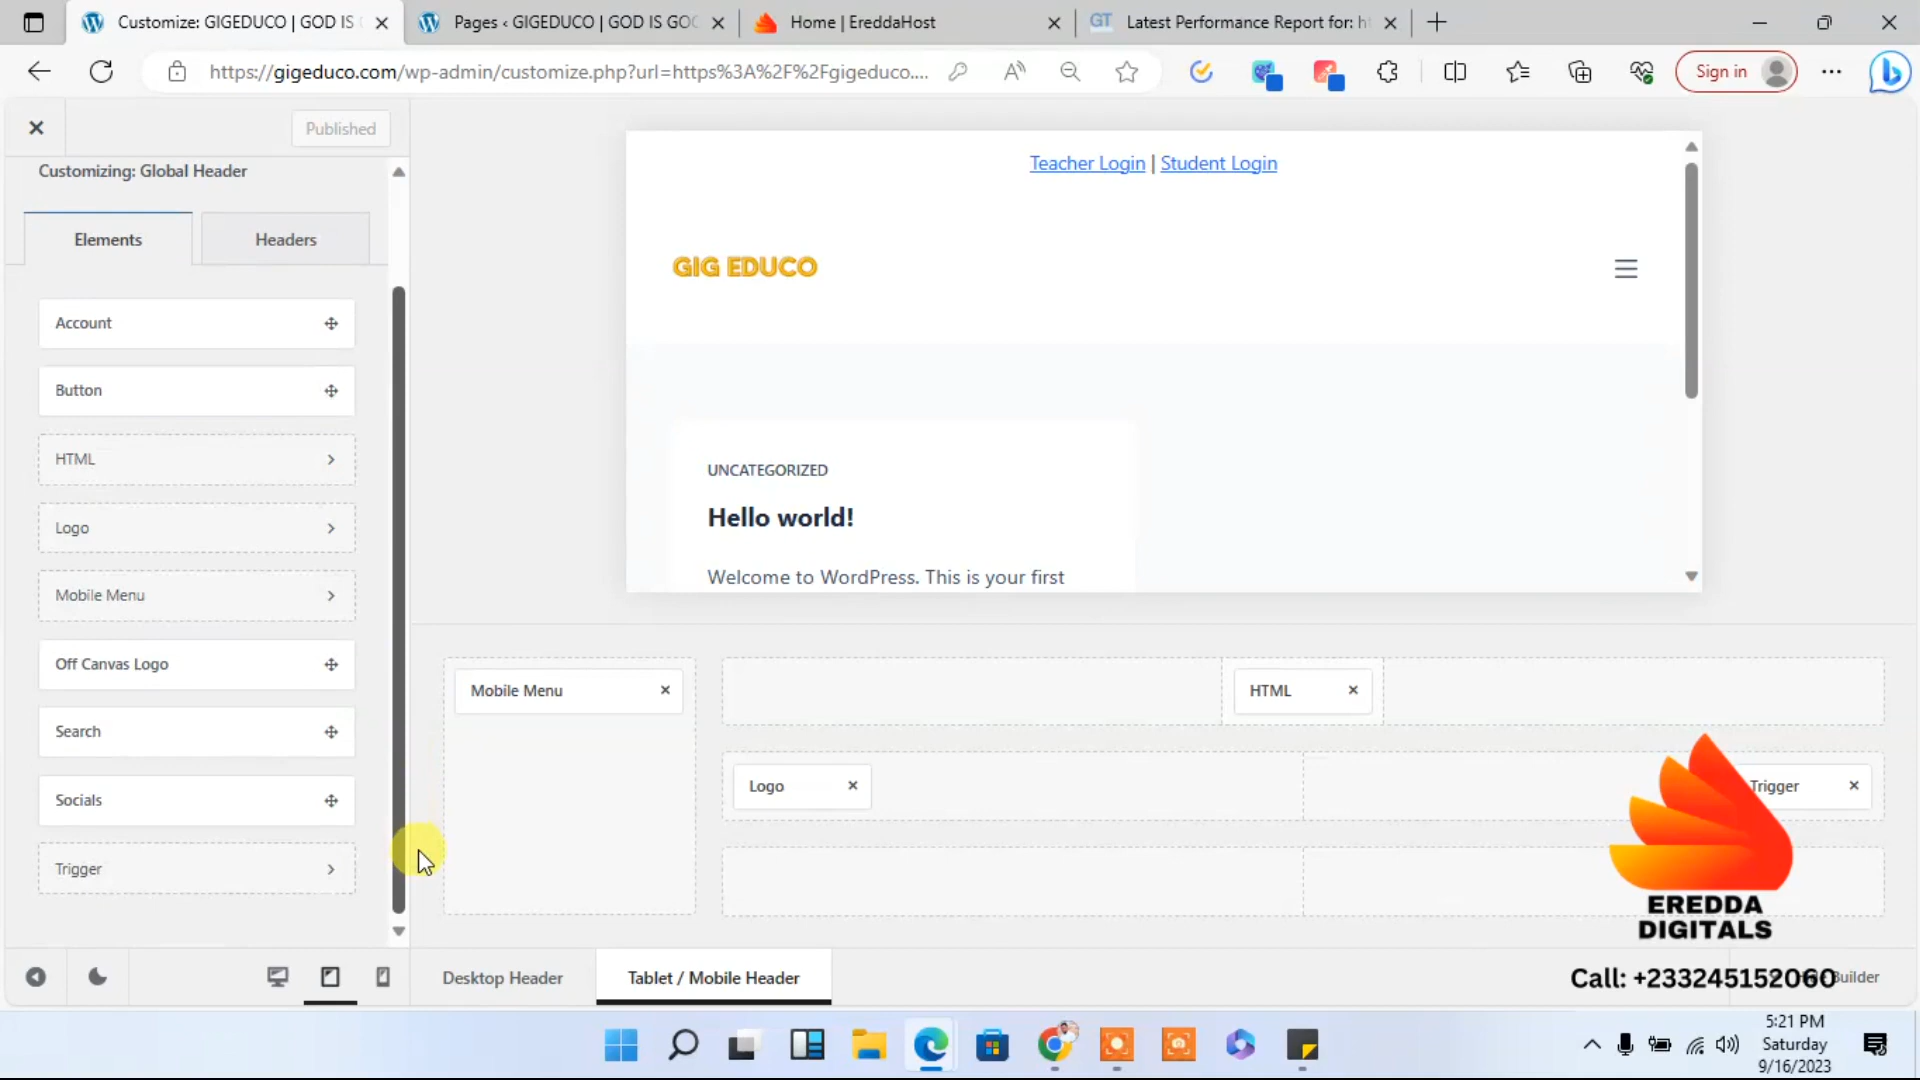 Customize: GIGEDUCO | GOD IS
Pages ‹ GIGEDUCO | GOD IS GOO
Home | EreddaHost
GT
Latest Performance Report for: h
https://gigeduco.com/wp-admin/customize.php?url=https%3A%2F%2Fgigeduco....
Sign in
Published
Customizing: Global Header
Elements
Headers
Account
Button
HTML
Logo
Mobile Menu
Off Canvas Logo
Search
Socials
Trigger
Teacher Login | Student Login
GIG EDUCO
UNCATEGORIZED
Hello world!
Welcome to WordPress. This is your first
Mobile Menu
HTML
Logo
Trigger
EREDDA
DIGITALS
Desktop Header
Tablet / Mobile Header
Call: +233245152060
Builder
5:21 PM
Saturday
9/16/2023